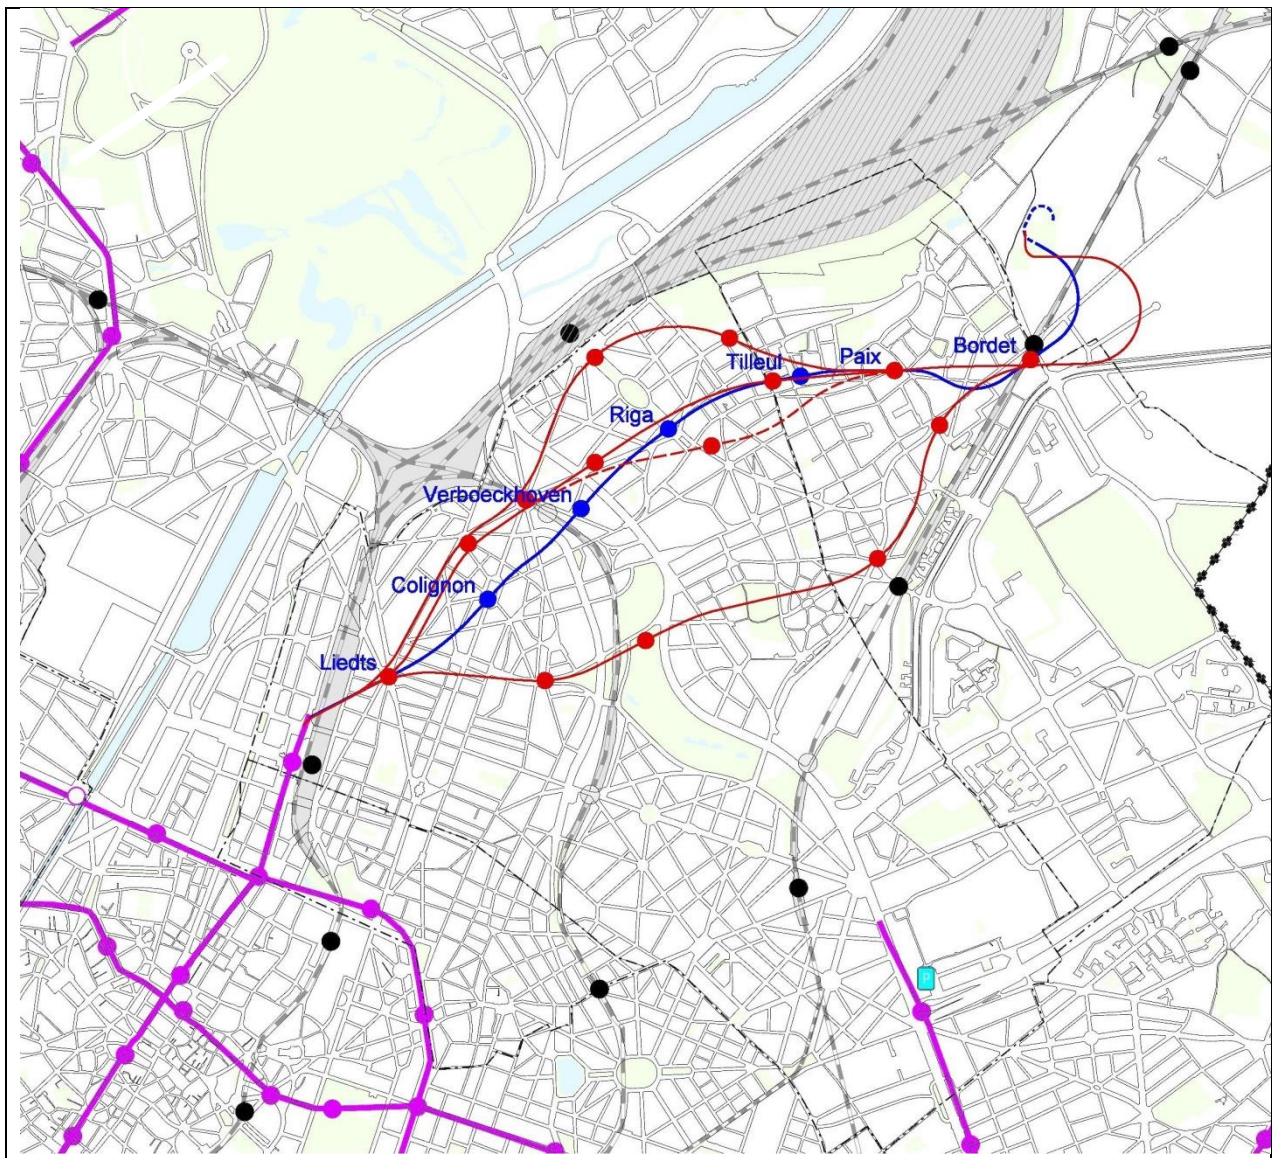 Bordet
Paix
Tilleul
Riga
Verboeckhoven
Colignon
Liedts
P